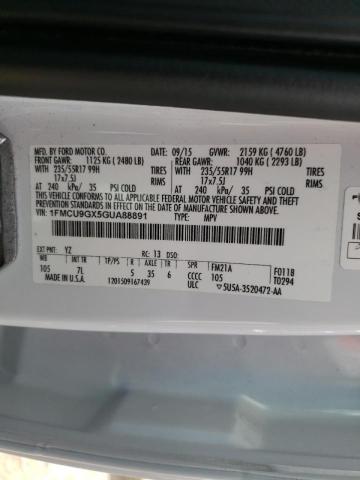 MFD. BY FORD MOTOR CO.
DATE: 09/15 GVWR: 2159 KG ( 4760 LB)
FRONT GAWR: 1125 KG ( 2480 LB) REAR GAWR: 1040 KG ( 2293 LB)
WITH 235/55R17 99H TIRES WITH 235/55R17 99H TIRES
17x7.5J 17x7.5J
AT 240 kPa/ 35 PSI COLD AT 240 kPa/ 35 PSI COLD
THIS VEHICLE CONFORMS TO ALL APPLICABLE FEDERAL MOTOR VEHICLE SAFETY AND THEFT PREVENTION STANDARDS IN EFFECT ON THE DATE OF MANUFACTURE SHOWN ABOVE.
VIN: 1FMCU9GX5GUA88891
TYPE: MPV
EXT PNT: YZ RC: 13 DSO:
WB INT TR TP/PS R AXLE TR SPR
105 7L 5 35 6 CCCC
FM21A
105
F0118
T0294
MADE IN U.S.A. 1201509167439 ULC 5U5A-3520472-AA